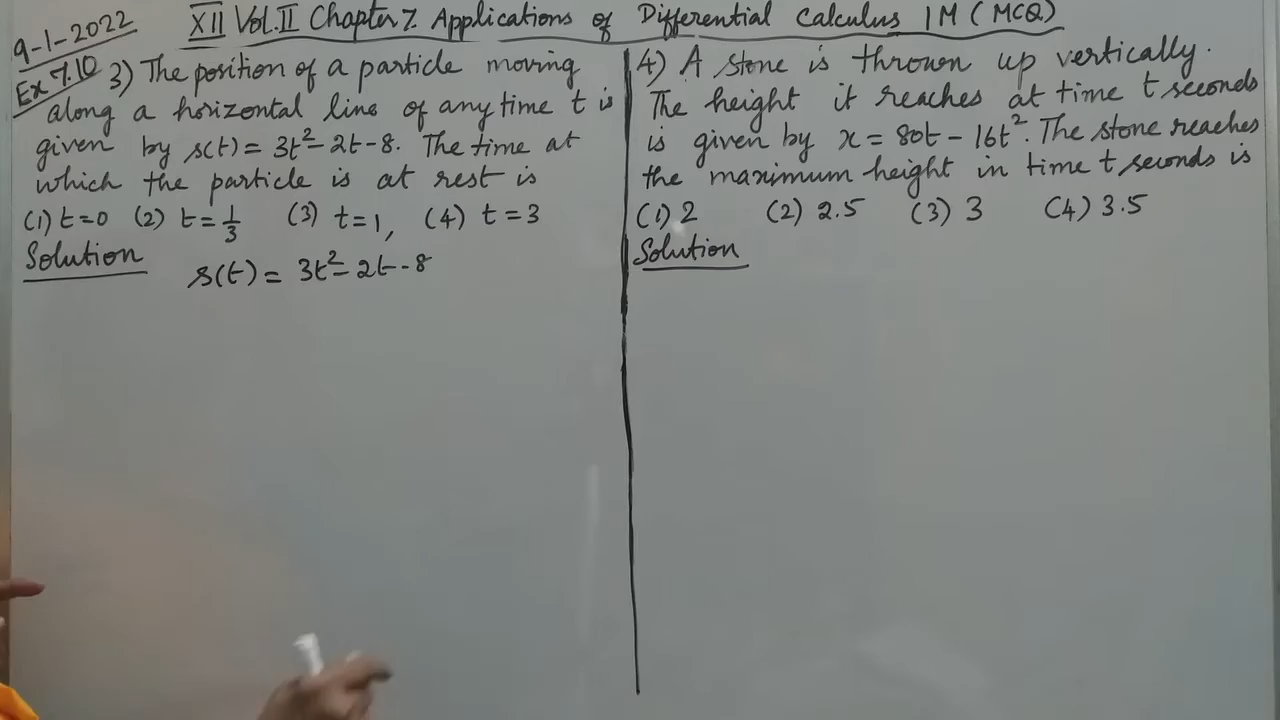 9-1-2022
XII Vol.II Chapter 7. Applications of Differential Calculus 1M (MCQ)
Ex 7.10
3) The position of a particle moving
along a horizontal line of any time t is
given by s(t) = 3t²-2t-8. The time at
which the particle is at rest is
(1) t=0 (2) t=1/3 (3) t=1, (4) t=3
Solution
s(t) = 3t²-2t-8
4) A stone is thrown up vertically.
The height it reaches at time t seconds
is given by x = 80t - 16t². The stone reaches
the maximum height in time t seconds is
(1) 2 (2) 2.5 (3) 3 (4) 3.5
Solution